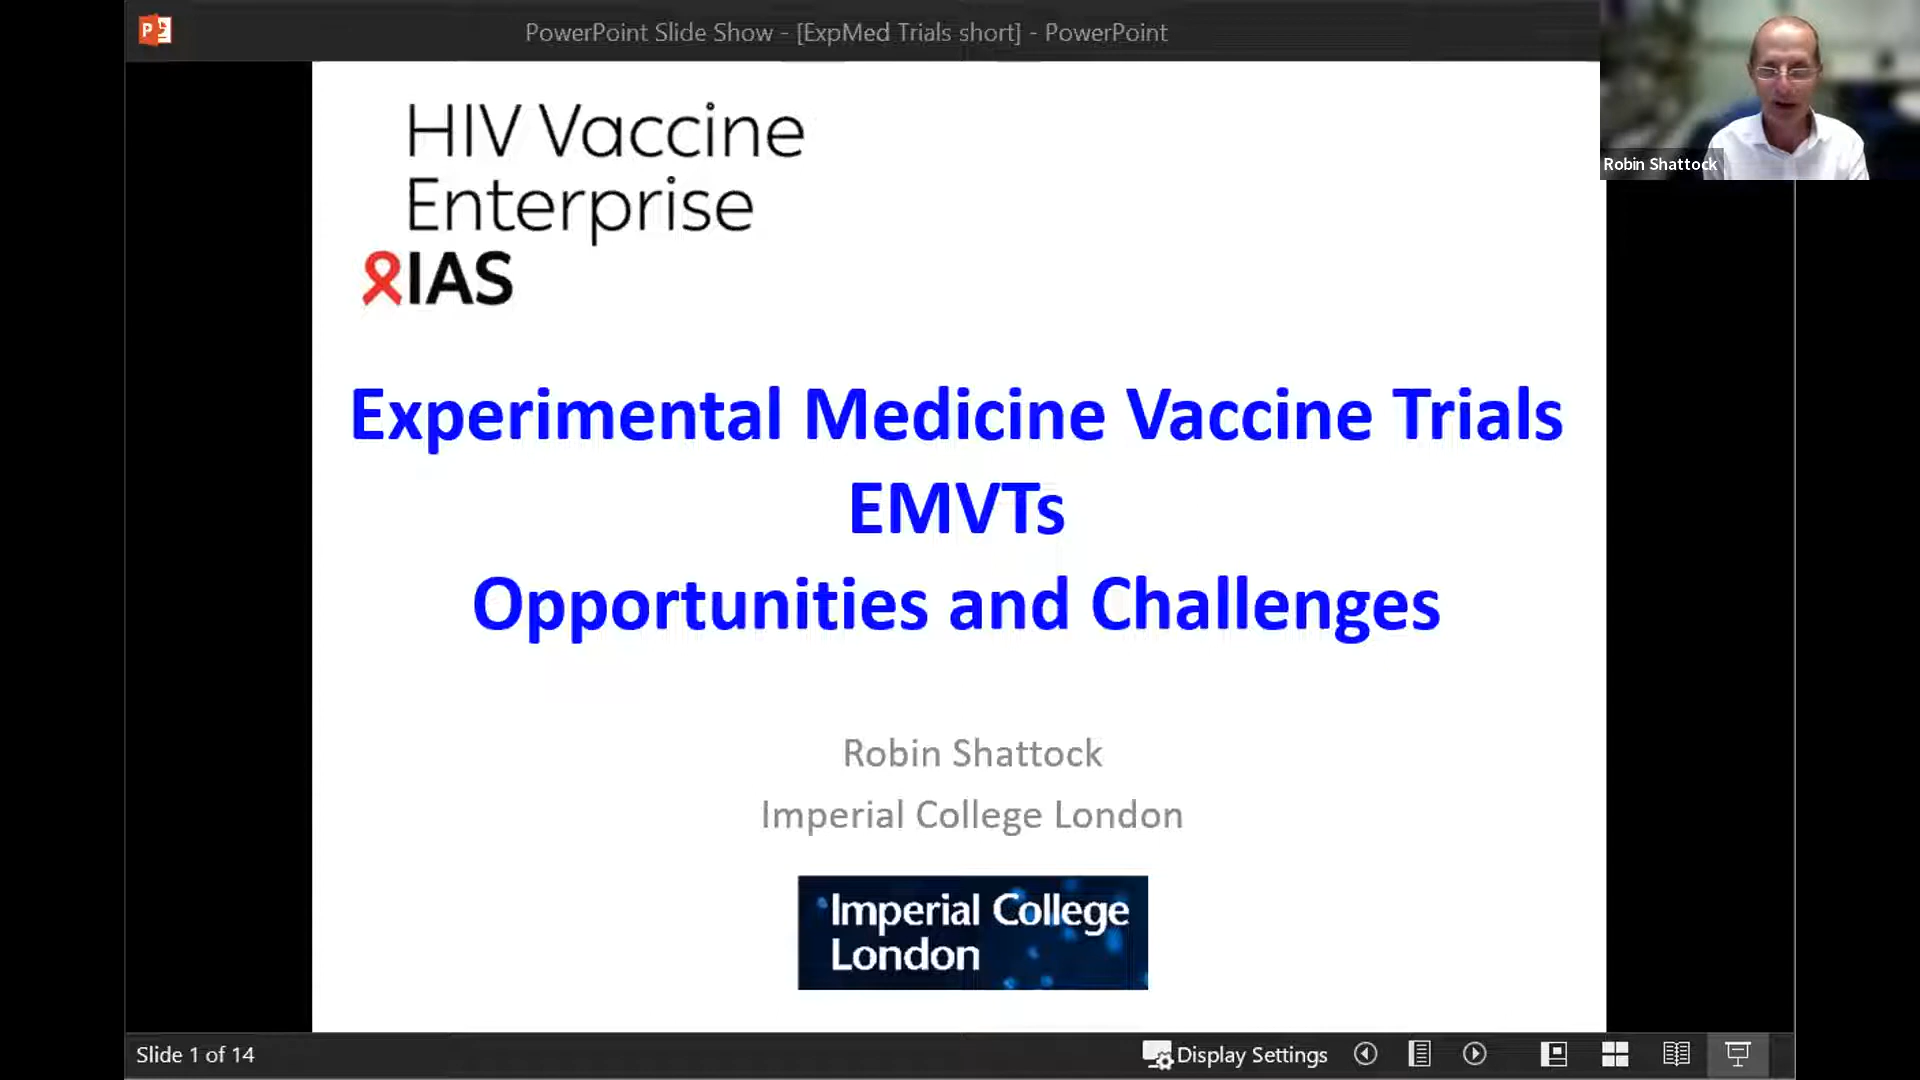 PowerPoint Slide Show - [ExpMed Trials short] - PowerPoint
Robin Shattock
HIV Vaccine
Enterprise
IAS
Experimental Medicine Vaccine Trials
EMVTs
Opportunities and Challenges
Robin Shattock
Imperial College London
Imperial College
London
Slide 1 of 14
Display Settings